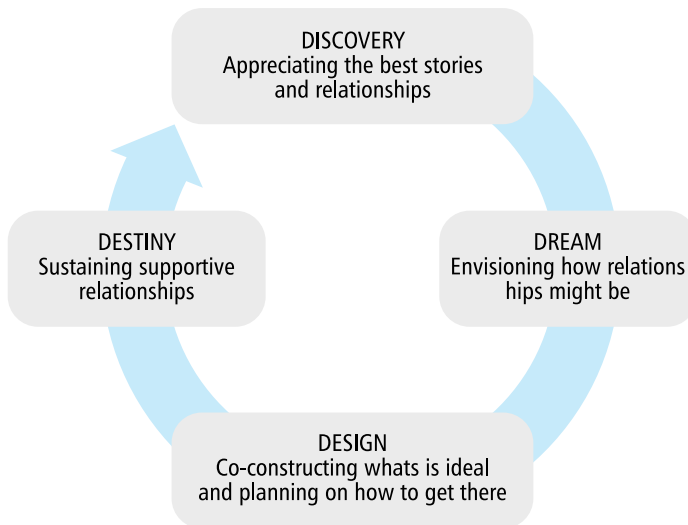 DISCOVERY
Appreciating the best stories
and relationships
DREAM
Envisioning how relations
hips might be
DESIGN
Co-constructing whats is ideal
and planning on how to get there
DESTINY
Sustaining supportive
relationships